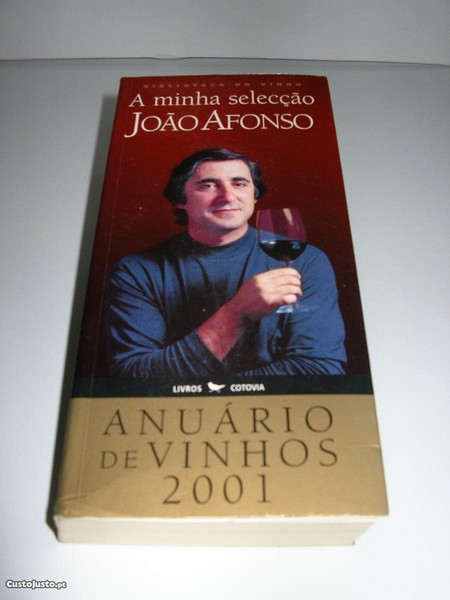 BIBLIOTECA DO VINHO
A minha selecção
JOÃO AFONSO
LIVROS COTOVIA
ANUÁRIO
DE VINHOS
2001
CustoJusto.pt